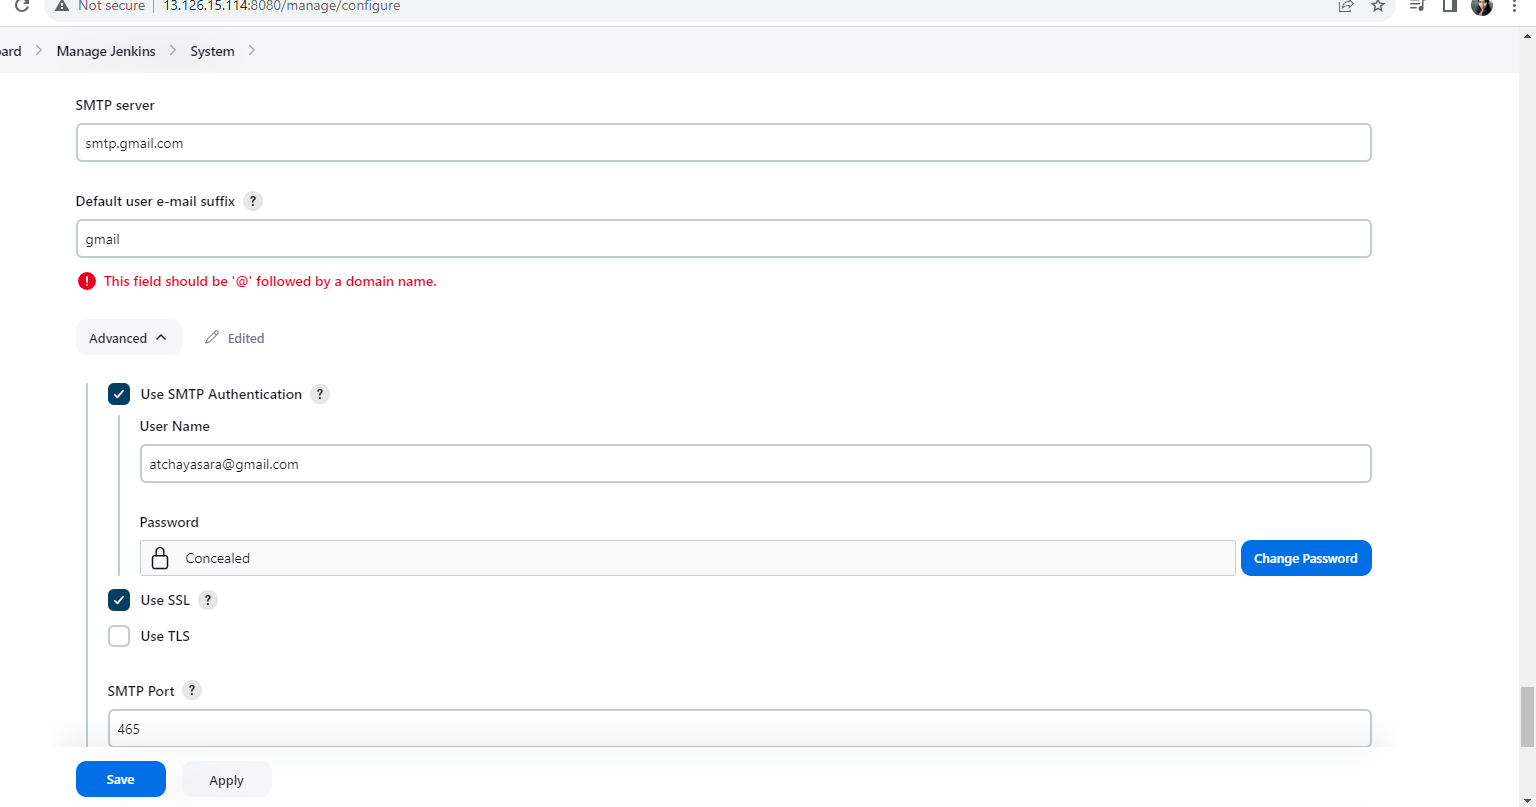 Not secure | 13.126.15.114:8080/manage/configure
ard > Manage Jenkins > System >
SMTP server
smtp.gmail.com
Default user e-mail suffix ?
gmail
! This field should be '@' followed by a domain name.
Advanced Edited
Use SMTP Authentication ?
User Name
atchayasara@gmail.com
Password
Concealed Change Password
Use SSL ?
Use TLS
SMTP Port ?
465
Save Apply